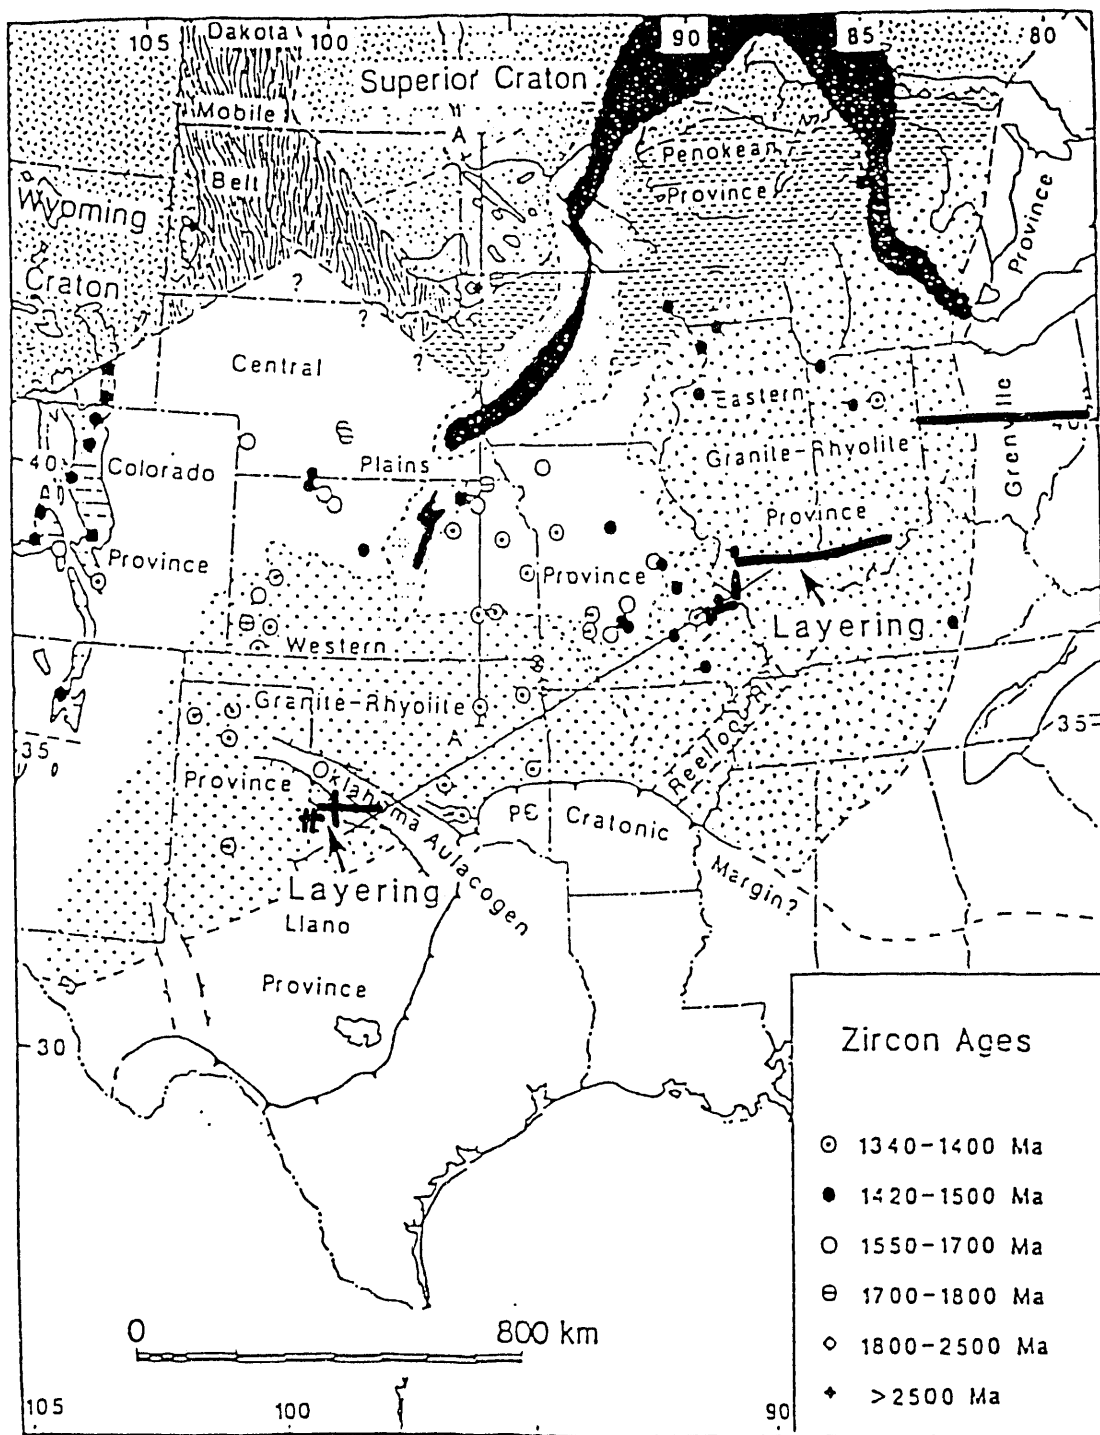 105
Dakota
100
90
85
80
Superior Craton
A
Mobile
Penokean
Belt
Province
Wyoming
Province
Craton
?
?
?
Central
Eastern
Grenville
40
Colorado
Plains
Granite-Rhyolite
Province
Province
Province
Layering
Western
Granite-Rhyolite
A
35
35
Province
Oklahoma Aulacogen
Reelfoot
P€ Cratonic
Margin?
Layering
Llano
Province
30
Zircon Ages
1340-1400 Ma
1420-1500 Ma
1550-1700 Ma
1700-1800 Ma
1800-2500 Ma
>2500 Ma
0 800 km
105
100
90